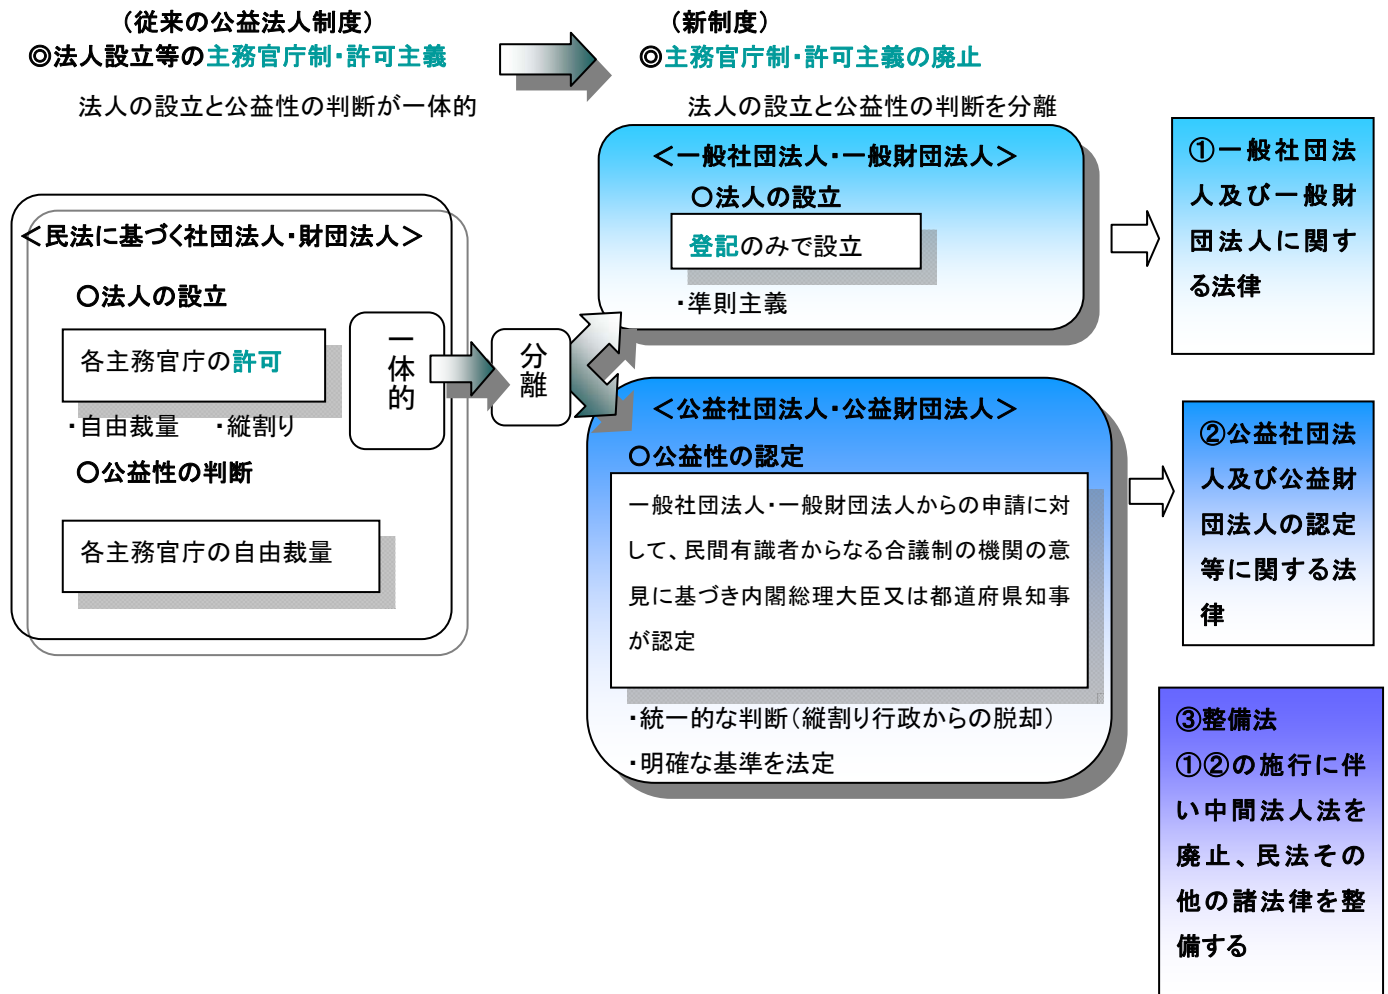 （従来の公益法人制度）
◎法人設立等の主務官庁制・許可主義
法人の設立と公益性の判断が一体的
＜民法に基づく社団法人・財団法人＞
○法人の設立
各主務官庁の許可
・自由裁量　・縦割り
○公益性の判断
各主務官庁の自由裁量
一体的
分離
（新制度）
◎主務官庁制・許可主義の廃止
法人の設立と公益性の判断を分離
＜一般社団法人・一般財団法人＞
○法人の設立
登記のみで設立
・準則主義
＜公益社団法人・公益財団法人＞
○公益性の認定
一般社団法人・一般財団法人からの申請に対
して、民間有識者からなる合議制の機関の意
見に基づき内閣総理大臣又は都道府県知事
が認定
・統一的な判断（縦割り行政からの脱却）
・明確な基準を法定
①一般社団法
人及び一般財
団法人に関す
る法律
②公益社団法
人及び公益財
団法人の認定
等に関する法
律
③整備法
①②の施行に伴
い中間法人法を
廃止、民法その
他の諸法律を整
備する